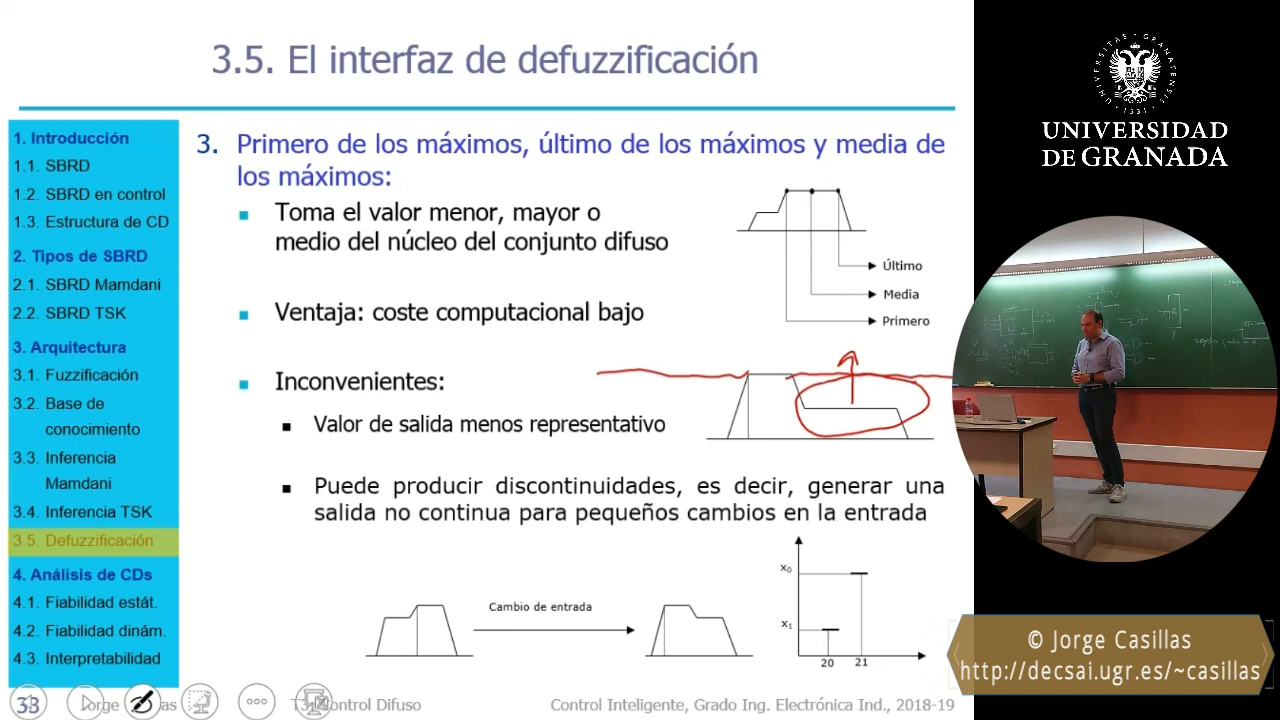 3.5. El interfaz de defuzzificación
1. Introducción
1.1. SBRD
1.2. SBRD en control
1.3. Estructura de CD
2. Tipos de SBRD
2.1. SBRD Mamdani
2.2. SBRD TSK
3. Arquitectura
3.1. Fuzzificación
3.2. Base de
conocimiento
3.3. Inferencia
Mamdani
3.4. Inferencia TSK
3.5. Defuzzificación
4. Análisis de CDs
4.1. Fiabilidad estát.
4.2. Fiabilidad dinám.
4.3. Interpretabilidad
3. Primero de los máximos, último de los máximos y media de
los máximos:
Toma el valor menor, mayor o
medio del núcleo del conjunto difuso
Último
Media
Primero
Ventaja: coste computacional bajo
Inconvenientes:
Valor de salida menos representativo
Puede producir discontinuidades, es decir, generar una
salida no continua para pequeños cambios en la entrada
Cambio de entrada
x0
x1
20 21
33
Control Difuso
Control Inteligente, Grado Ing. Electrónica Ind., 2018-19
UNIVERSITAS GRANATENSIS 1531
UNIVERSIDAD
DE GRANADA
© Jorge Casillas
http://decsai.ugr.es/~casillas